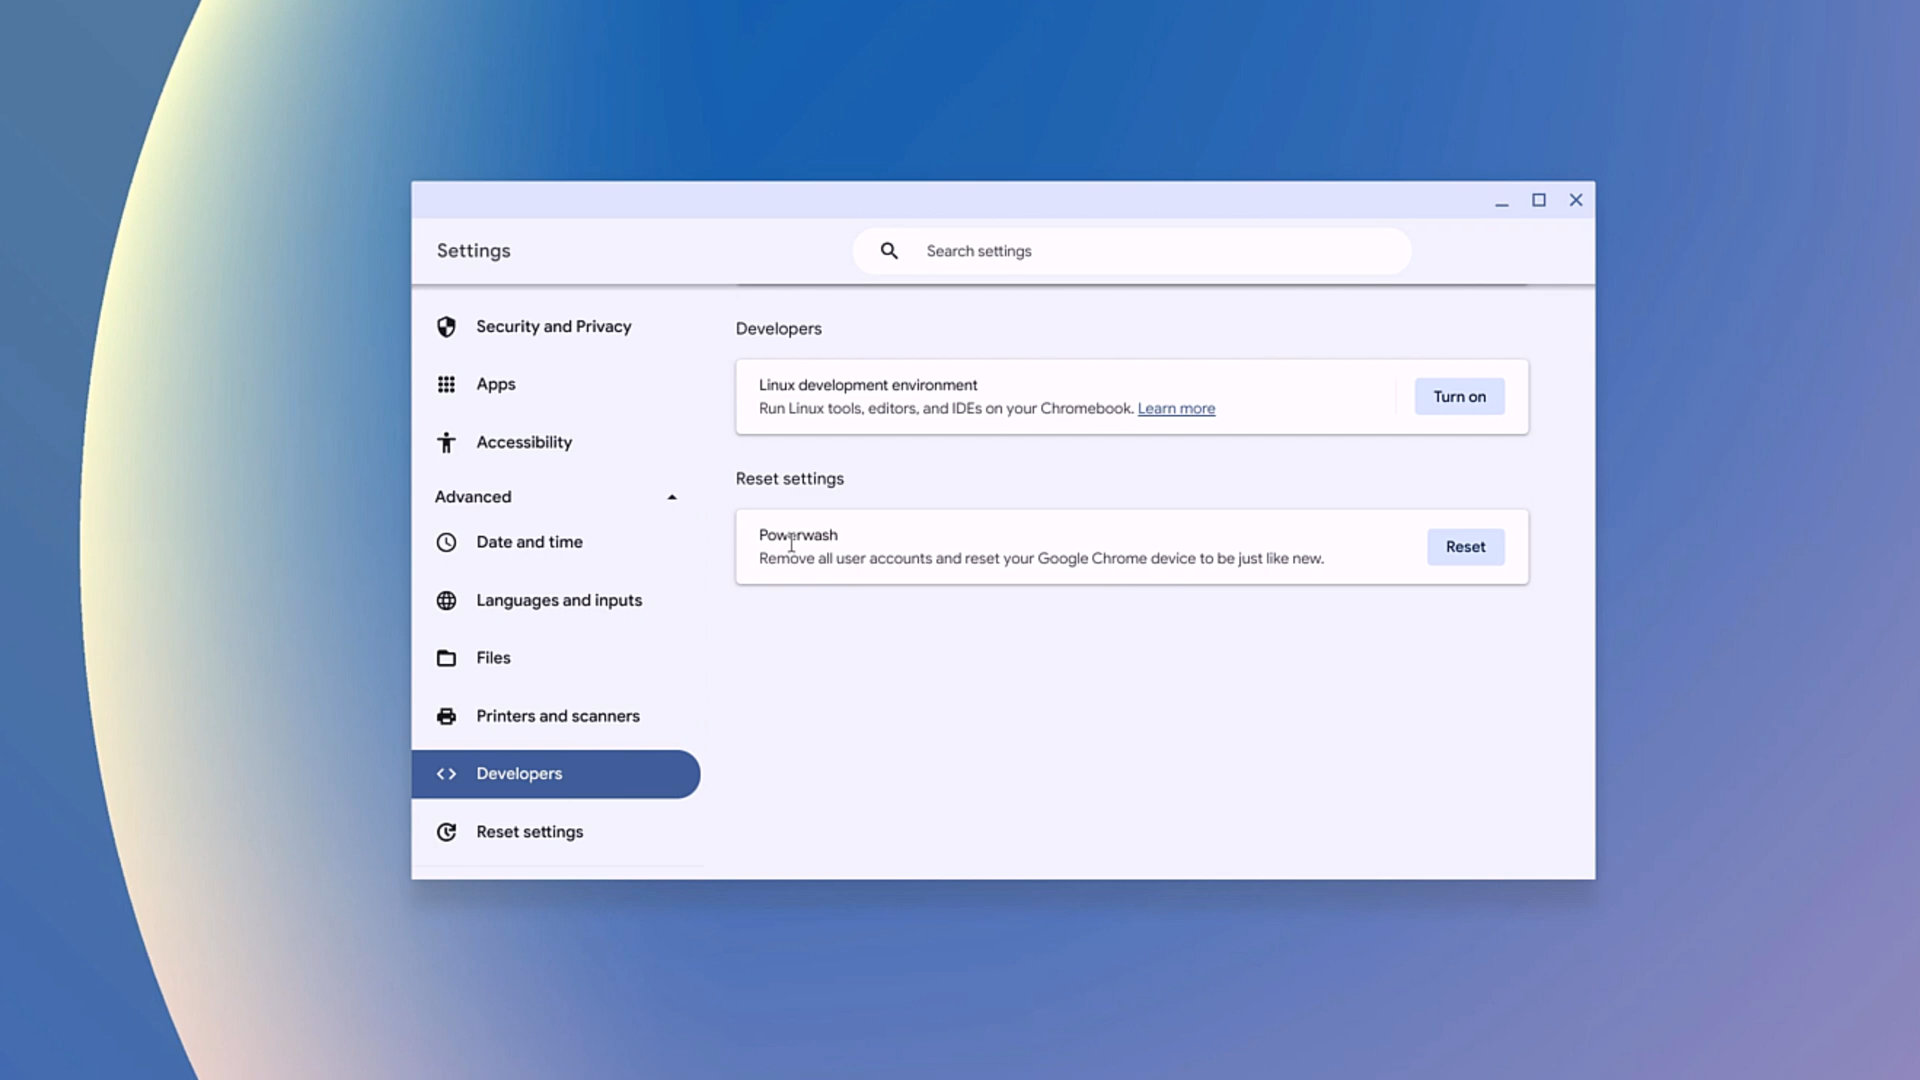 Settings
Search settings
Security and Privacy
Apps
Accessibility
Advanced
Date and time
Languages and inputs
Files
Printers and scanners
Developers
Reset settings
Developers
Linux development environment
Run Linux tools, editors, and IDEs on your Chromebook. Learn more
Turn on
Reset settings
Powerwash
Remove all user accounts and reset your Google Chrome device to be just like new.
Reset